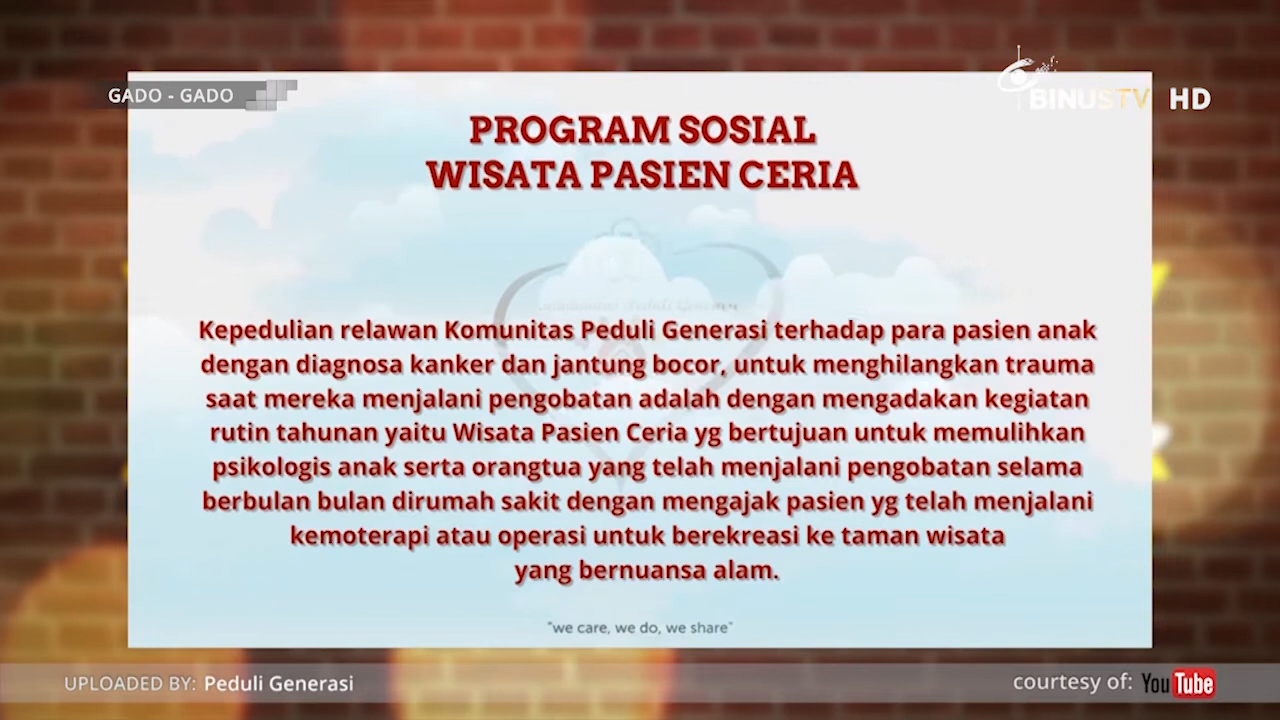 GADO - GADO
BINUSTV HD
PROGRAM SOSIAL
WISATA PASIEN CERIA
Kepedulian relawan Komunitas Peduli Generasi terhadap para pasien anak
dengan diagnosa kanker dan jantung bocor, untuk menghilangkan trauma
saat mereka menjalani pengobatan adalah dengan mengadakan kegiatan
rutin tahunan yaitu Wisata Pasien Ceria yg bertujuan untuk memulihkan
psikologis anak serta orangtua yang telah menjalani pengobatan selama
berbulan bulan dirumah sakit dengan mengajak pasien yg telah menjalani
kemoterapi atau operasi untuk berekreasi ke taman wisata
yang bernuansa alam.
"we care, we do, we share"
UPLOADED BY: Peduli Generasi
courtesy of: YouTube